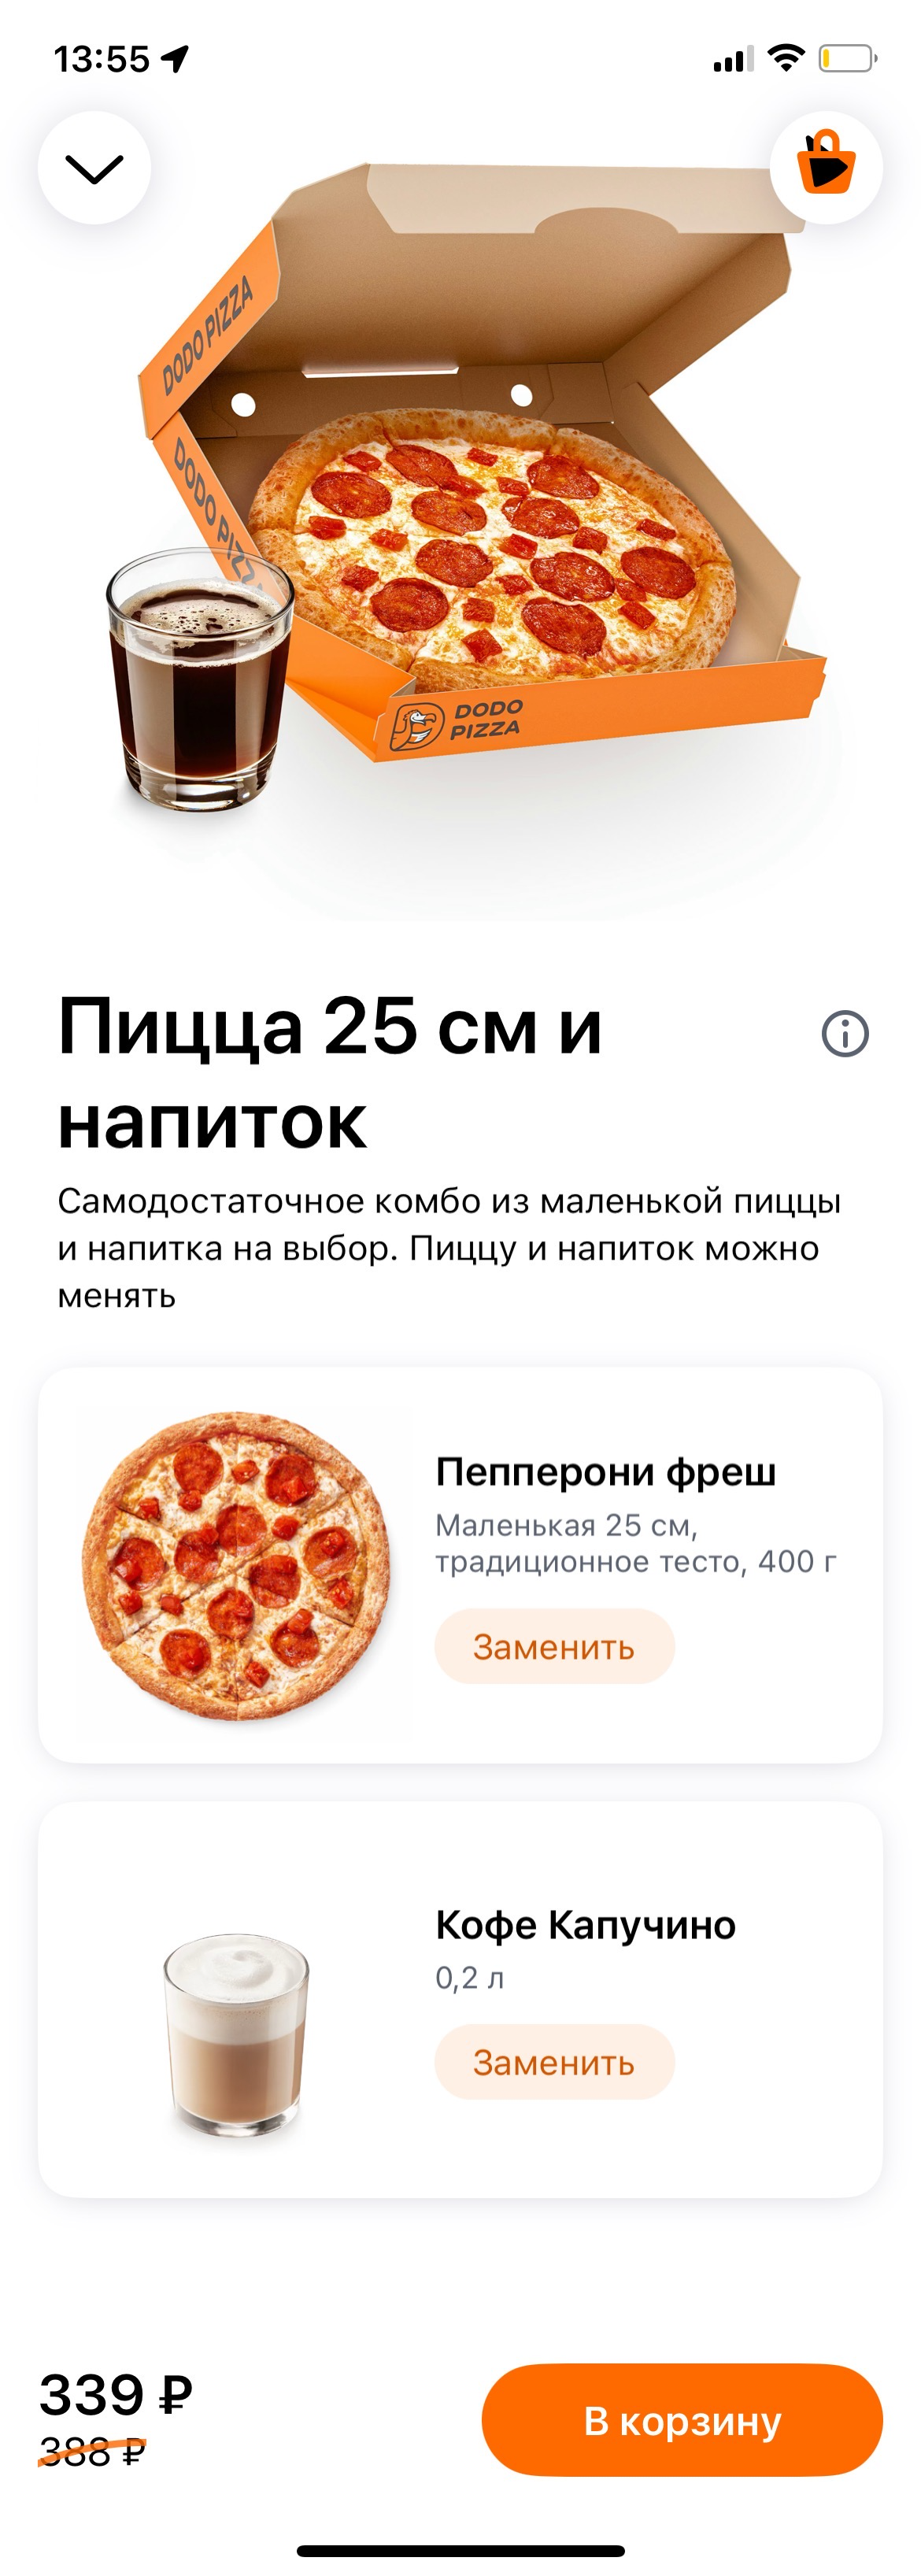 13:55
DODO PIZZA
DODO PIZZA
DODO
PIZZA
Пицца 25 см и
напиток
Самодостаточное комбо из маленькой пиццы
и напитка на выбор. Пиццу и напиток можно
менять
Пепперони фреш
Маленькая 25 см,
традиционное тесто, 400 г
Заменить
Кофе Капучино
0,2 л
Заменить
339 ₽
388 ₽
В корзину